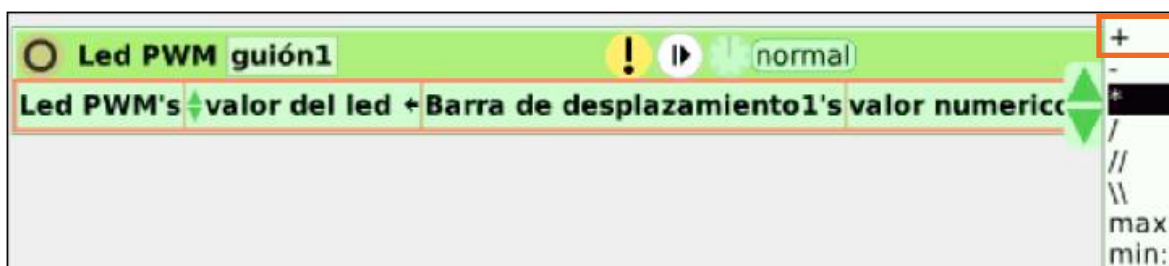 Led PWM guión1 ! normal
Led PWM's valor del led ← Barra de desplazamiento1's valor numerico
+
-
*
/
//
\\
max
min: